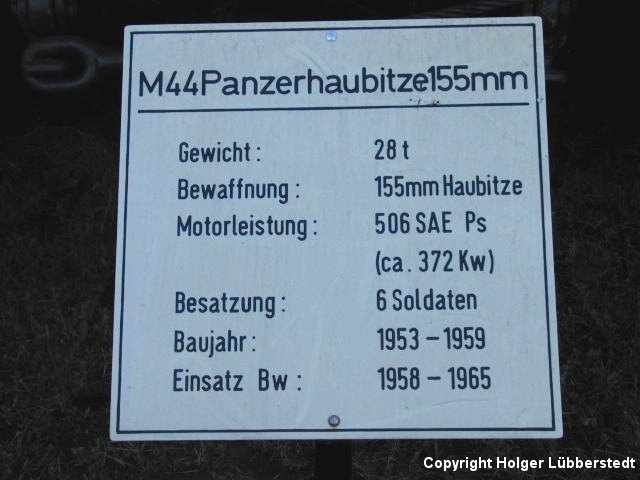 M44Panzerhaubitze155mm
Gewicht: 28 t
Bewaffnung: 155mm Haubitze
Motorleistung: 506 SAE Ps
(ca. 372 Kw)
Besatzung: 6 Soldaten
Baujahr: 1953 – 1959
Einsatz Bw: 1958 – 1965
Copyright Holger Lübberstedt